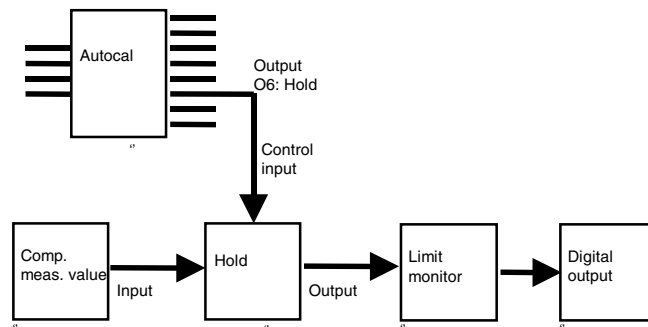 Autocal
Output
O6: Hold
Control
input
Comp.
meas. value
Input
Hold
Output
Limit
monitor
Digital
output